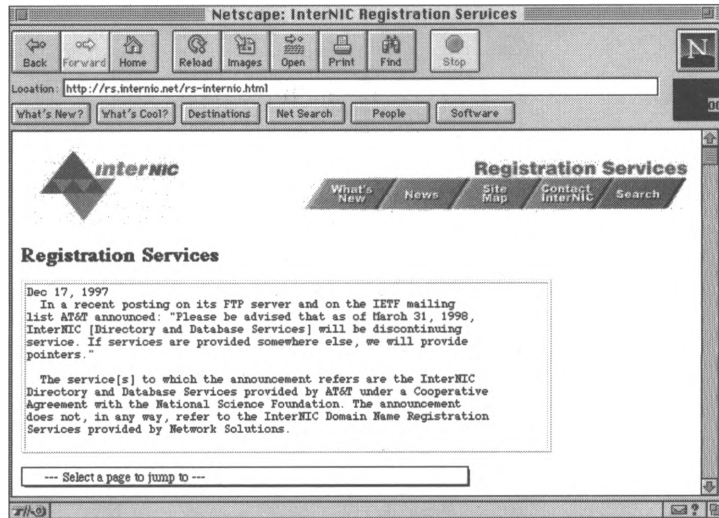 Netscape: InterNIC Registration Services
Back Forward Home Reload Images Open Print Find Stop
N
Location: http://rs.internic.net/rs-internic.html
What's New? What's Cool? Destinations Net Search People Software
InterNIC
Registration Services
What's New News Site Map Contact InterNIC Search
Registration Services
Dec 17, 1997
In a recent posting on its FTP server and on the IETF mailing
list AT&T announced: "Please be advised that as of March 31, 1998,
InterNIC [Directory and Database Services] will be discontinuing
service. If services are provided somewhere else, we will provide
pointers."
The service[s] to which the announcement refers are the InterNIC
Directory and Database Services provided by AT&T under a Cooperative
Agreement with the National Science Foundation. The announcement
does not, in any way, refer to the InterNIC Domain Name Registration
Services provided by Network Solutions.
--- Select a page to jump to ---
?